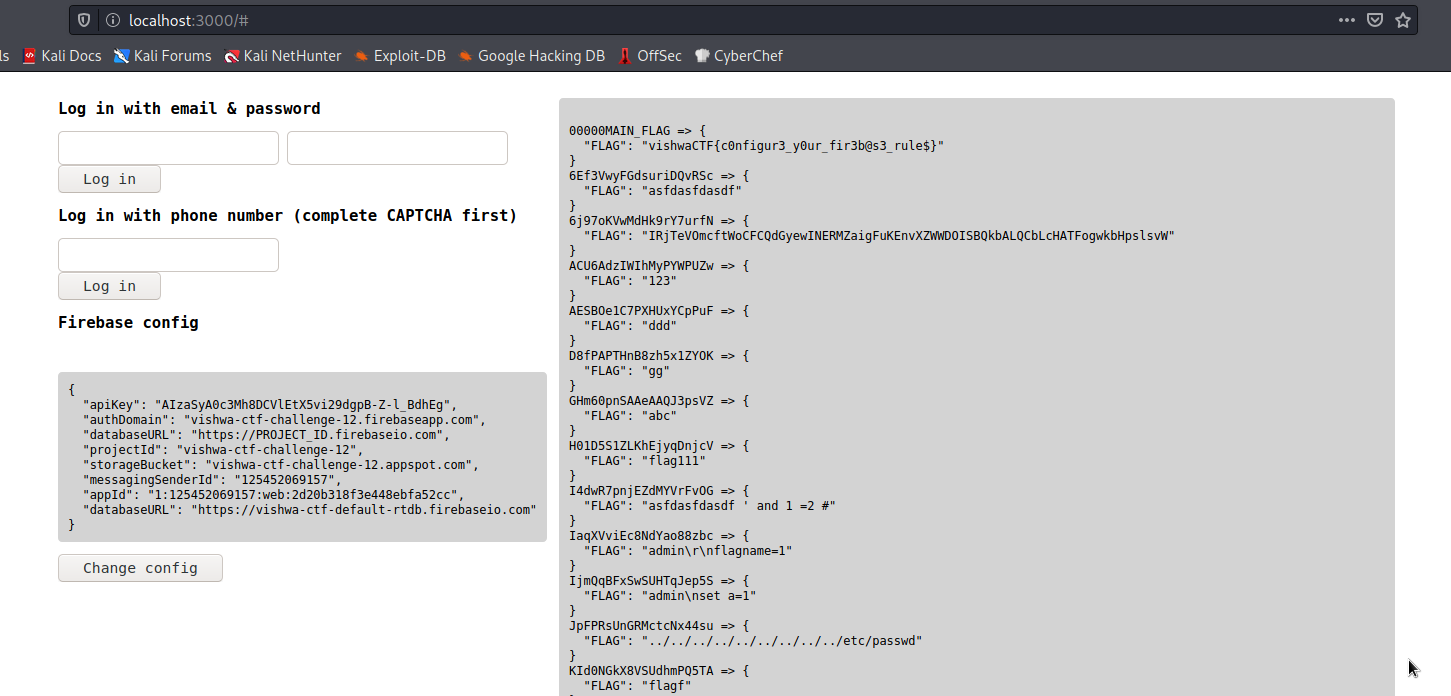 localhost:3000/#
ls Kali Docs Kali Forums Kali NetHunter Exploit-DB Google Hacking DB OffSec CyberChef
Log in with email & password
Log in
Log in with phone number (complete CAPTCHA first)
Log in
Firebase config
{
"apiKey": "AIzaSyA0c3Mh8DCVlEtX5vi29dgpB-Z-l_BdhEg",
"authDomain": "vishwa-ctf-challenge-12.firebaseapp.com",
"databaseURL": "https://PROJECT_ID.firebaseio.com",
"projectId": "vishwa-ctf-challenge-12",
"storageBucket": "vishwa-ctf-challenge-12.appspot.com",
"messagingSenderId": "125452069157",
"appId": "1:125452069157:web:2d20b318f3e448ebfa52cc",
"databaseURL": "https://vishwa-ctf-default-rtdb.firebaseio.com"
}
Change config
00000MAIN_FLAG => {
"FLAG": "vishwaCTF{c0nfigur3_y0ur_fir3b@s3_rule$}"
}
6Ef3VwyFGdsuriDQvRSc => {
"FLAG": "asfdasfdasdf"
}
6j97oKVwMdHk9rY7urfN => {
"FLAG": "IRjTeVOmcftWoCFCQdGyewINERMZaigFuKEnvXZWWDOISBQkbALQCbLcHATFogwkbHpslsvW"
}
ACU6AdzIWIhMyPYWPUZw => {
"FLAG": "123"
}
AESBOe1C7PXHUxYCpPuF => {
"FLAG": "ddd"
}
D8fPAPTHnB8zh5x1ZYOK => {
"FLAG": "gg"
}
GHm60pnSAAeAAQJ3psVZ => {
"FLAG": "abc"
}
H01D5S1ZLKhEjyqDnjcV => {
"FLAG": "flag111"
}
I4dwR7pnjEZdMYVrFvOG => {
"FLAG": "asfdasfdasdf ' and 1 =2 #"
}
IaqXVviEc8NdYao88zbc => {
"FLAG": "admin\r\nflagname=1"
}
IjmQqBFxSwSUHTqJep5S => {
"FLAG": "admin\nset a=1"
}
JpFPRsUnGRMctcNx44su => {
"FLAG": "../../../../../../../../../etc/passwd"
}
KId0NGkX8VSUdhmPQ5TA => {
"FLAG": "flagf"